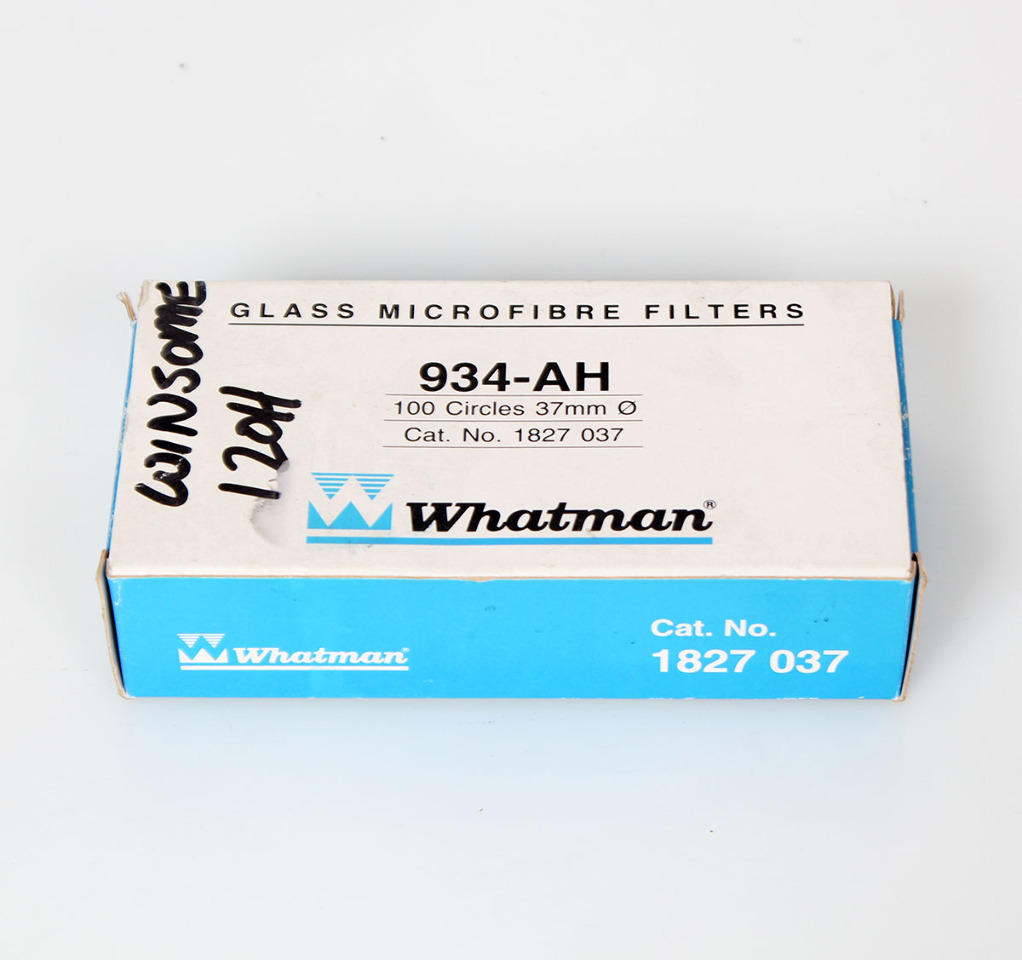 GLASS MICROFIBRE FILTERS
934-AH
100 Circles 37mm Ø
Cat. No. 1827 037
Whatman®
WINSOME
120H
Whatman®
Cat. No.
1827 037